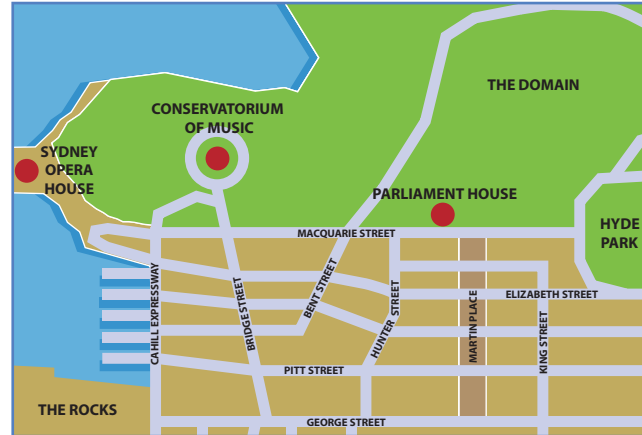 THE DOMAIN
CONSERVATORIUM
OF MUSIC
SYDNEY
OPERA
HOUSE
PARLIAMENT HOUSE
HYDE
PARK
MACQUARIE STREET
CAHILL EXPRESSWAY
BRIDGE STREET
BENT STREET
HUNTER
STREET
MARTIN PLACE
ELIZABETH STREET
KING STREET
PITT STREET
THE ROCKS
GEORGE STREET